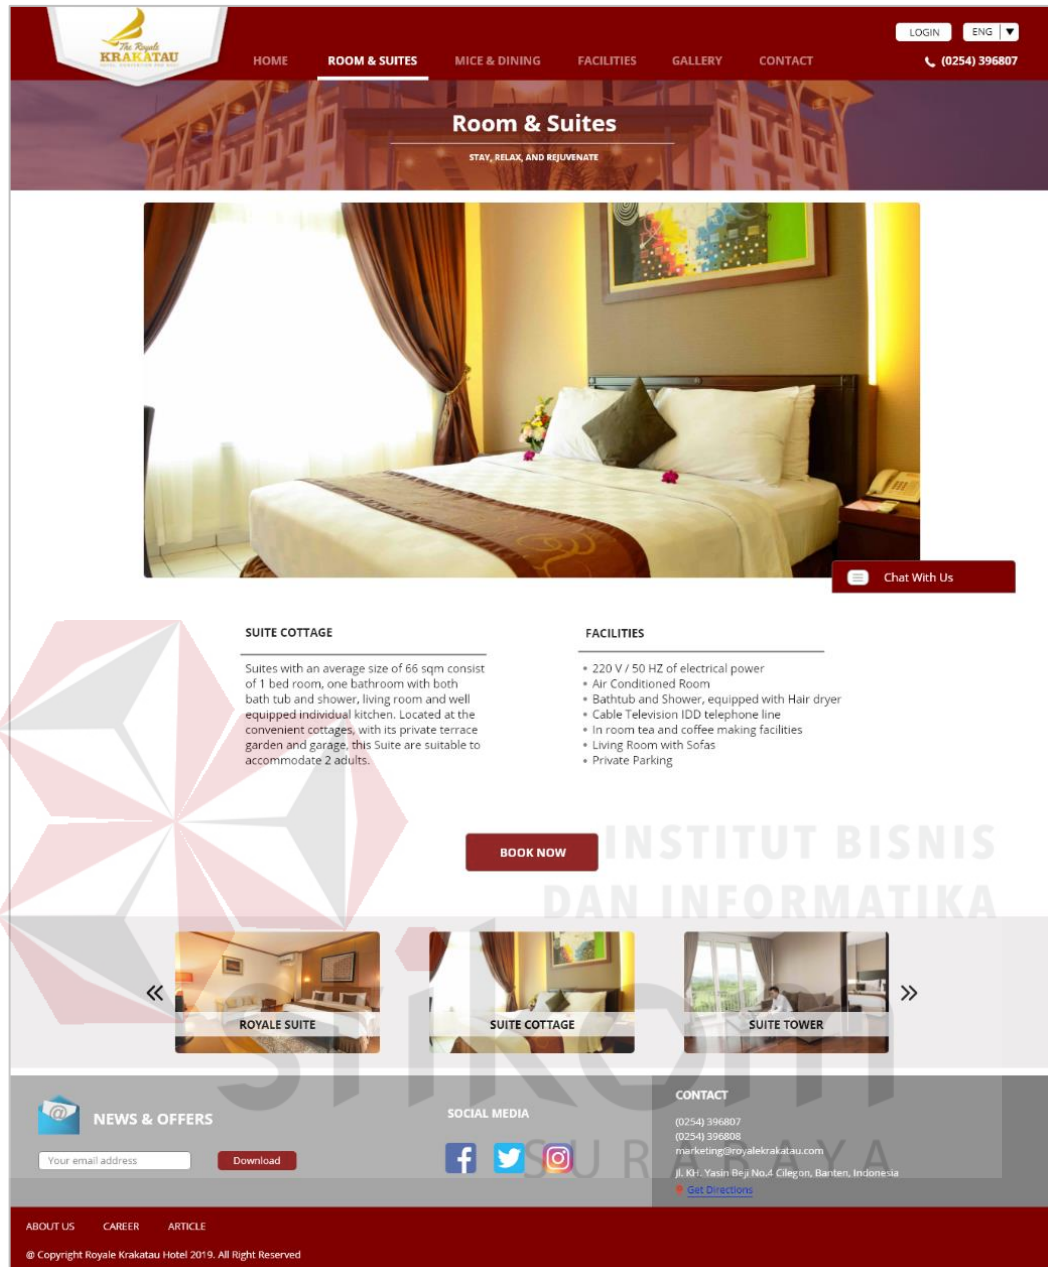 The Royale
KRAKATAU
LOGIN
ENG
HOME
ROOM & SUITES
MICE & DINING
FACILITIES
GALLERY
CONTACT
(0254) 396807
Room & Suites
STAY, RELAX, AND REJUVENATE
Chat With Us
SUITE COTTAGE
Suites with an average size of 66 sqm consist
of 1 bed room, one bathroom with both
bath tub and shower, living room and well
equipped individual kitchen. Located at the
convenient cottages, with its private terrace
garden and garage, this Suite are suitable to
accommodate 2 adults.
FACILITIES
• 220 V / 50 HZ of electrical power
• Air Conditioned Room
• Bathtub and Shower, equipped with Hair dryer
• Cable Television IDD telephone line
• In room tea and coffee making facilities
• Living Room with Sofas
• Private Parking
BOOK NOW
INSTITUT BISNIS
DAN INFORMATIKA
ROYALE SUITE
SUITE COTTAGE
SUITE TOWER
stikom
SURABAYA
NEWS & OFFERS
Your email address
Download
SOCIAL MEDIA
CONTACT
(0254) 396807
(0254) 396808
marketing@royalekrakatau.com
Jl. KH. Yasin Beji No.4 Cilegon, Banten, Indonesia
Get Directions
ABOUT US
CAREER
ARTICLE
@ Copyright Royale Krakatau Hotel 2019. All Right Reserved